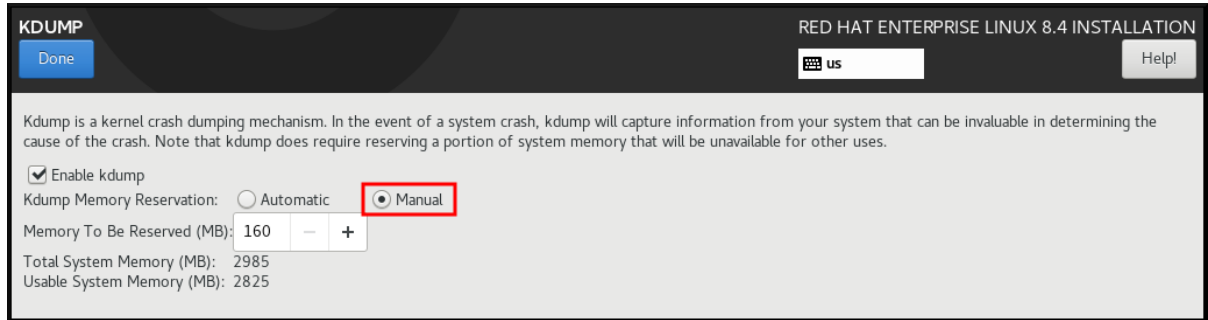 KDUMP
RED HAT ENTERPRISE LINUX 8.4 INSTALLATION
Done
us
Help!
Kdump is a kernel crash dumping mechanism. In the event of a system crash, kdump will capture information from your system that can be invaluable in determining the
cause of the crash. Note that kdump does require reserving a portion of system memory that will be unavailable for other uses.
Enable kdump
Kdump Memory Reservation: Automatic Manual
Memory To Be Reserved (MB): 160 − +
Total System Memory (MB): 2985
Usable System Memory (MB): 2825